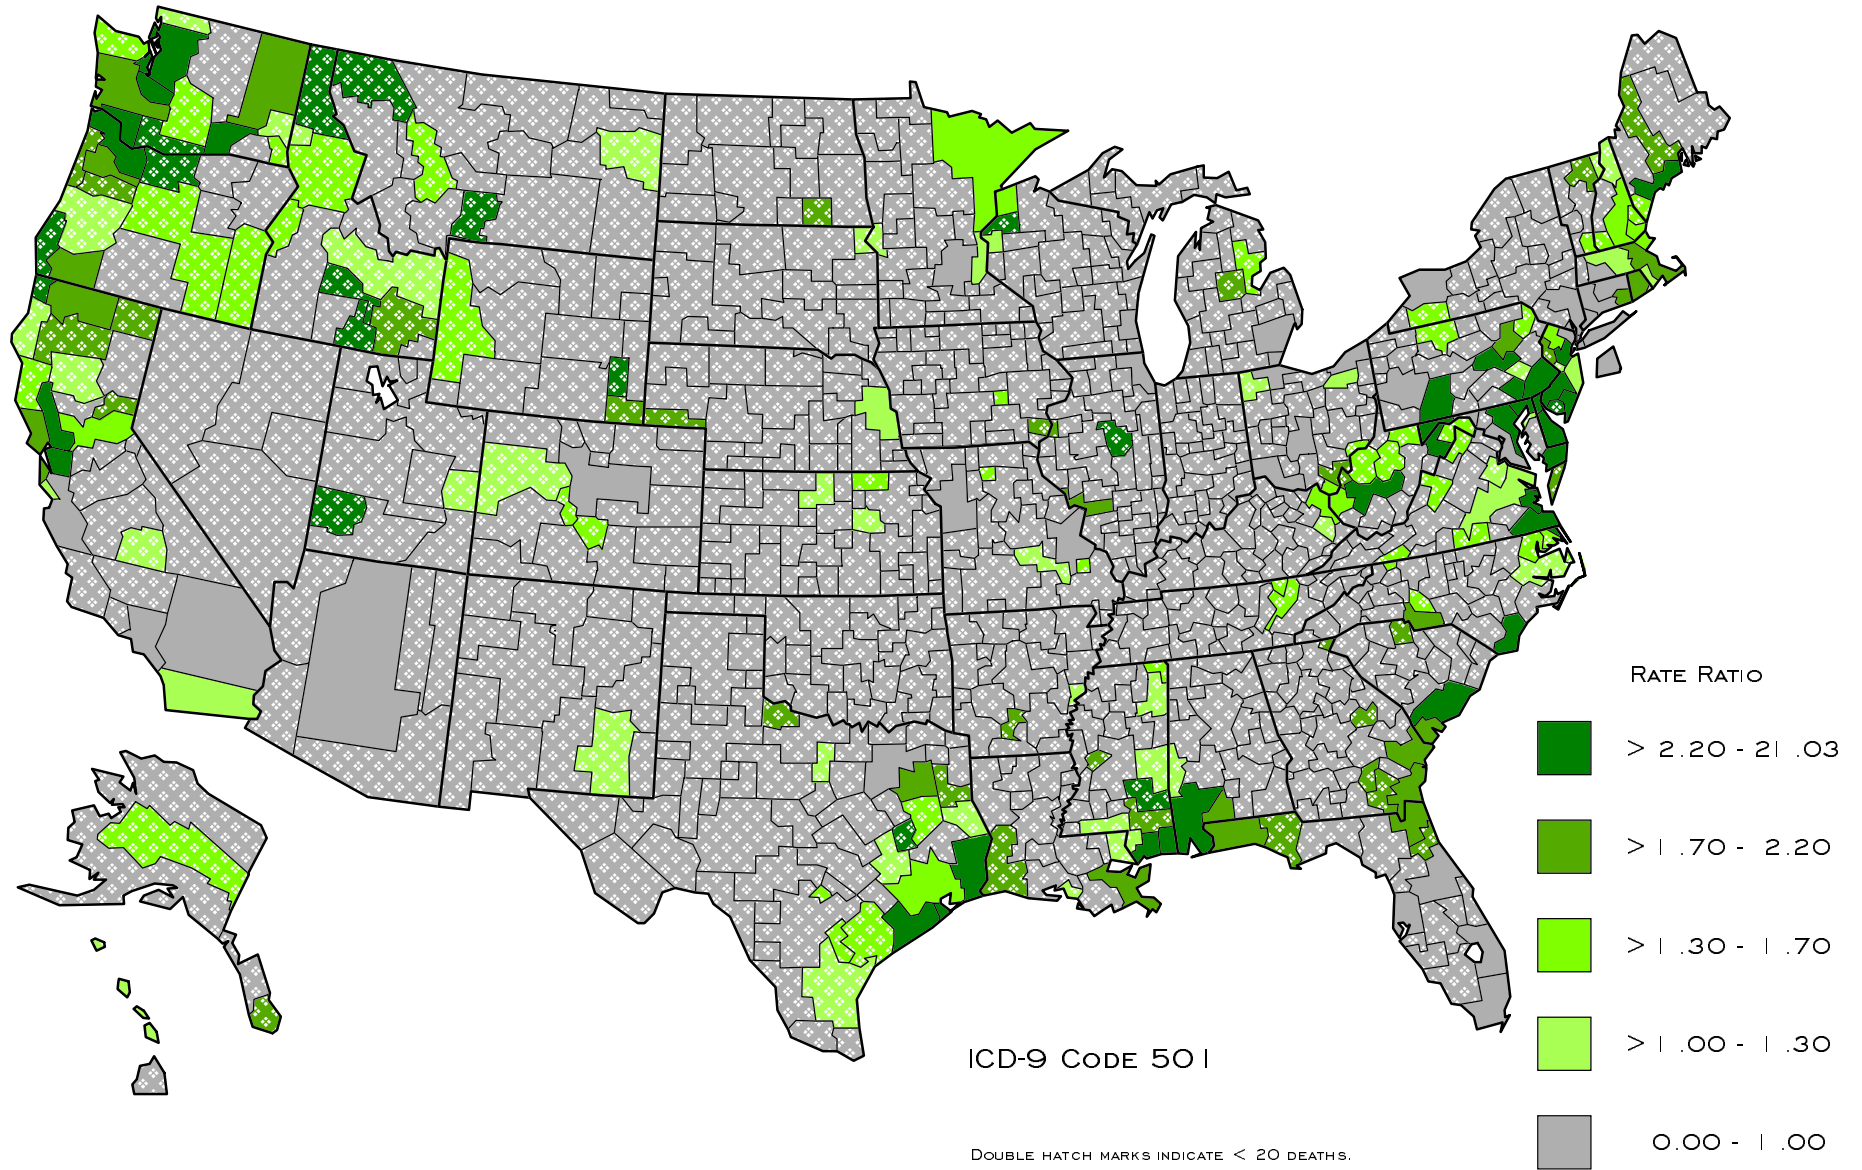 Rate Ratio
> 2.20 - 21.03
> 1.70 - 2.20
> 1.30 - 1.70
> 1.00 - 1.30
0.00 - 1.00
ICD-9 Code 501
Double hatch marks indicate < 20 deaths.